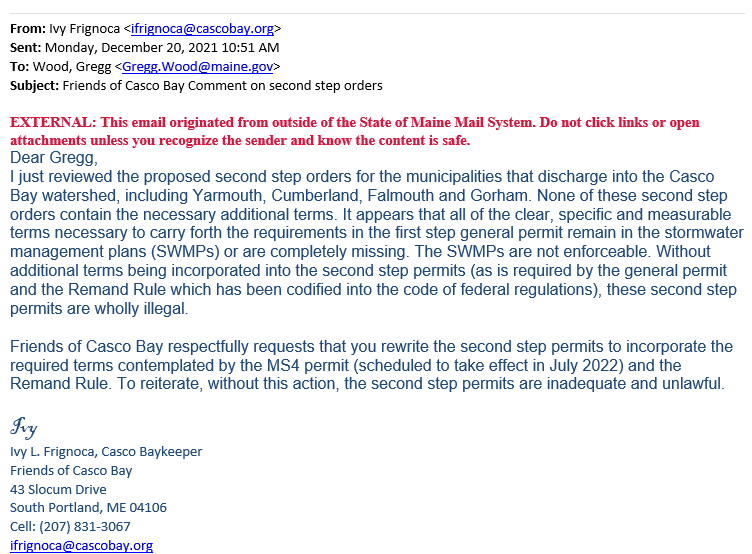 From: Ivy Frignoca <ifrignoca@cascobay.org>
Sent: Monday, December 20, 2021 10:51 AM
To: Wood, Gregg <Gregg.Wood@maine.gov>
Subject: Friends of Casco Bay Comment on second step orders
EXTERNAL: This email originated from outside of the State of Maine Mail System. Do not click links or open
attachments unless you recognize the sender and know the content is safe.
Dear Gregg,
I just reviewed the proposed second step orders for the municipalities that discharge into the Casco
Bay watershed, including Yarmouth, Cumberland, Falmouth and Gorham. None of these second step
orders contain the necessary additional terms. It appears that all of the clear, specific and measurable
terms necessary to carry forth the requirements in the first step general permit remain in the stormwater
management plans (SWMPs) or are completely missing. The SWMPs are not enforceable. Without
additional terms being incorporated into the second step permits (as is required by the general permit
and the Remand Rule which has been codified into the code of federal regulations), these second step
permits are wholly illegal.
Friends of Casco Bay respectfully requests that you rewrite the second step permits to incorporate the
required terms contemplated by the MS4 permit (scheduled to take effect in July 2022) and the
Remand Rule. To reiterate, without this action, the second step permits are inadequate and unlawful.
Ivy
Ivy L. Frignoca, Casco Baykeeper
Friends of Casco Bay
43 Slocum Drive
South Portland, ME 04106
Cell: (207) 831-3067
ifrignoca@cascobay.org